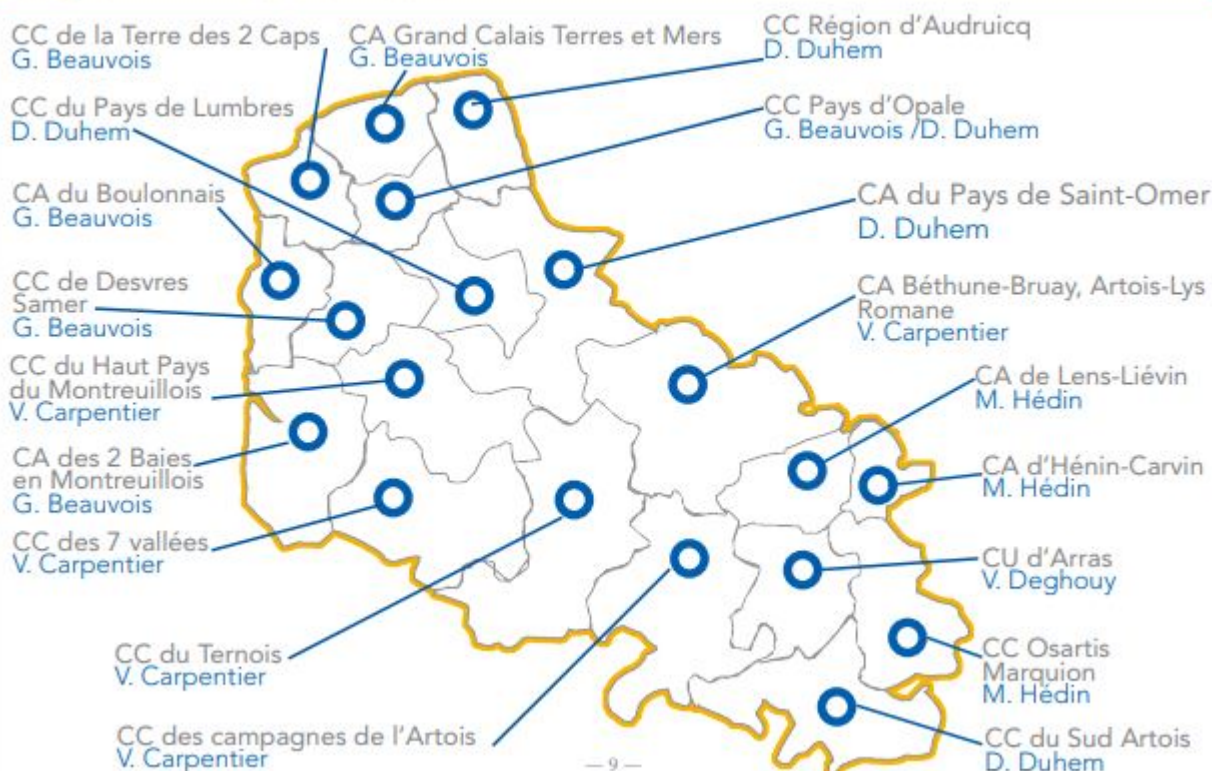 CC de la Terre des 2 Caps
G. Beauvois
CA Grand Calais Terres et Mers
G. Beauvois
CC Région d'Audruicq
D. Duhem
CC du Pays de Lumbres
D. Duhem
CC Pays d'Opale
G. Beauvois /D. Duhem
CA du Boulonnais
G. Beauvois
CA du Pays de Saint-Omer
D. Duhem
CC de Desvres
Samer
G. Beauvois
CA Béthune-Bruay, Artois-Lys
Romane
V. Carpentier
CC du Haut Pays
du Montreuillois
V. Carpentier
CA de Lens-Liévin
M. Hédin
CA des 2 Baies
en Montreuillois
G. Beauvois
CA d'Hénin-Carvin
M. Hédin
CC des 7 vallées
V. Carpentier
CU d'Arras
V. Deghouy
CC du Ternois
V. Carpentier
CC Osartis
Marquion
M. Hédin
CC des campagnes de l'Artois
V. Carpentier
CC du Sud Artois
D. Duhem
— 9 —